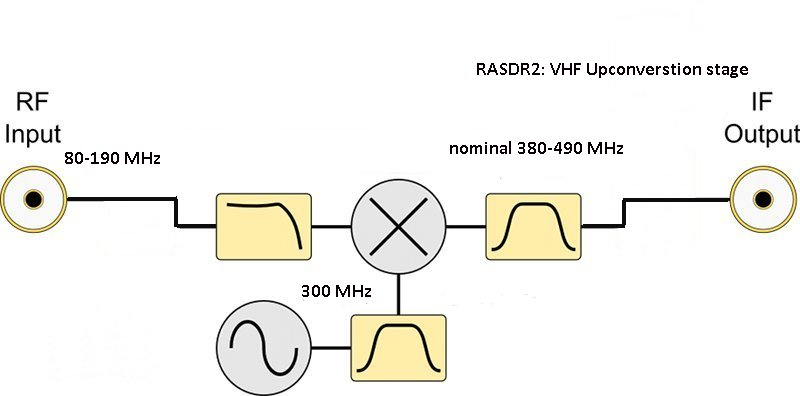 RASDR2: VHF Upconverstion stage
RF
Input
IF
Output
80-190 MHz
nominal 380-490 MHz
300 MHz